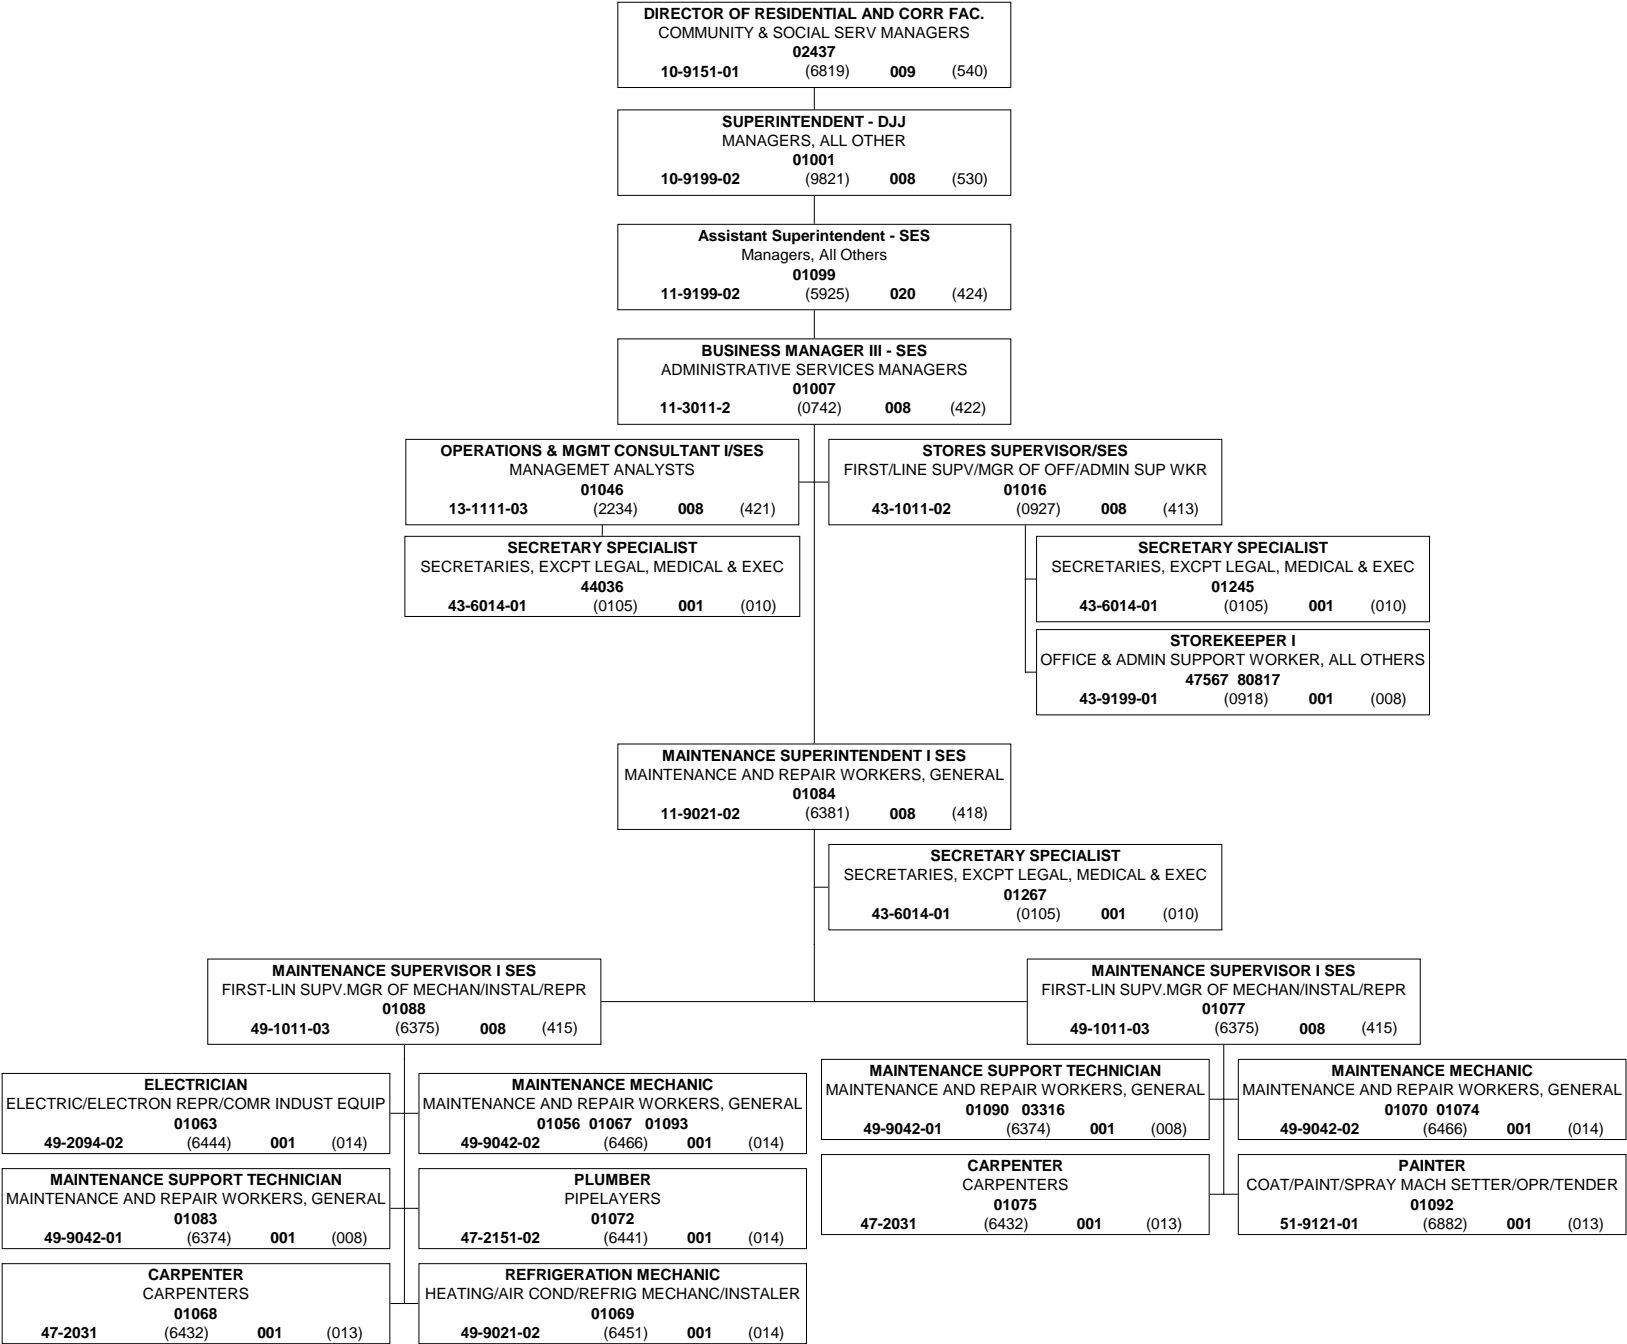 DIRECTOR OF RESIDENTIAL AND CORR FAC.
COMMUNITY & SOCIAL SERV MANAGERS
02437
10-9151-01 (6819) 009 (540)
SUPERINTENDENT - DJJ
MANAGERS, ALL OTHER
01001
10-9199-02 (9821) 008 (530)
Assistant Superintendent - SES
Managers, All Others
01099
11-9199-02 (5925) 020 (424)
BUSINESS MANAGER III - SES
ADMINISTRATIVE SERVICES MANAGERS
01007
11-3011-2 (0742) 008 (422)
OPERATIONS & MGMT CONSULTANT I/SES
MANAGEMET ANALYSTS
01046
13-1111-03 (2234) 008 (421)
STORES SUPERVISOR/SES
FIRST/LINE SUPV/MGR OF OFF/ADMIN SUP WKR
01016
43-1011-02 (0927) 008 (413)
SECRETARY SPECIALIST
SECRETARIES, EXCPT LEGAL, MEDICAL & EXEC
44036
43-6014-01 (0105) 001 (010)
SECRETARY SPECIALIST
SECRETARIES, EXCPT LEGAL, MEDICAL & EXEC
01245
43-6014-01 (0105) 001 (010)
STOREKEEPER I
OFFICE & ADMIN SUPPORT WORKER, ALL OTHERS
47567 80817
43-9199-01 (0918) 001 (008)
MAINTENANCE SUPERINTENDENT I SES
MAINTENANCE AND REPAIR WORKERS, GENERAL
01084
11-9021-02 (6381) 008 (418)
SECRETARY SPECIALIST
SECRETARIES, EXCPT LEGAL, MEDICAL & EXEC
01267
43-6014-01 (0105) 001 (010)
MAINTENANCE SUPERVISOR I SES
FIRST-LIN SUPV.MGR OF MECHAN/INSTAL/REPR
01088
49-1011-03 (6375) 008 (415)
MAINTENANCE SUPERVISOR I SES
FIRST-LIN SUPV.MGR OF MECHAN/INSTAL/REPR
01077
49-1011-03 (6375) 008 (415)
ELECTRICIAN
ELECTRIC/ELECTRON REPR/COMR INDUST EQUIP
01063
49-2094-02 (6444) 001 (014)
MAINTENANCE MECHANIC
MAINTENANCE AND REPAIR WORKERS, GENERAL
01056 01067 01093
49-9042-02 (6466) 001 (014)
MAINTENANCE SUPPORT TECHNICIAN
MAINTENANCE AND REPAIR WORKERS, GENERAL
01083
49-9042-01 (6374) 001 (008)
PLUMBER
PIPELAYERS
01072
47-2151-02 (6441) 001 (014)
CARPENTER
CARPENTERS
01068
47-2031 (6432) 001 (013)
REFRIGERATION MECHANIC
HEATING/AIR COND/REFRIG MECHANC/INSTALER
01069
49-9021-02 (6451) 001 (014)
MAINTENANCE SUPPORT TECHNICIAN
MAINTENANCE AND REPAIR WORKERS, GENERAL
01090 03316
49-9042-01 (6374) 001 (008)
MAINTENANCE MECHANIC
MAINTENANCE AND REPAIR WORKERS, GENERAL
01070 01074
49-9042-02 (6466) 001 (014)
CARPENTER
CARPENTERS
01075
47-2031 (6432) 001 (013)
PAINTER
COAT/PAINT/SPRAY MACH SETTER/OPR/TENDER
01092
51-9121-01 (6882) 001 (013)